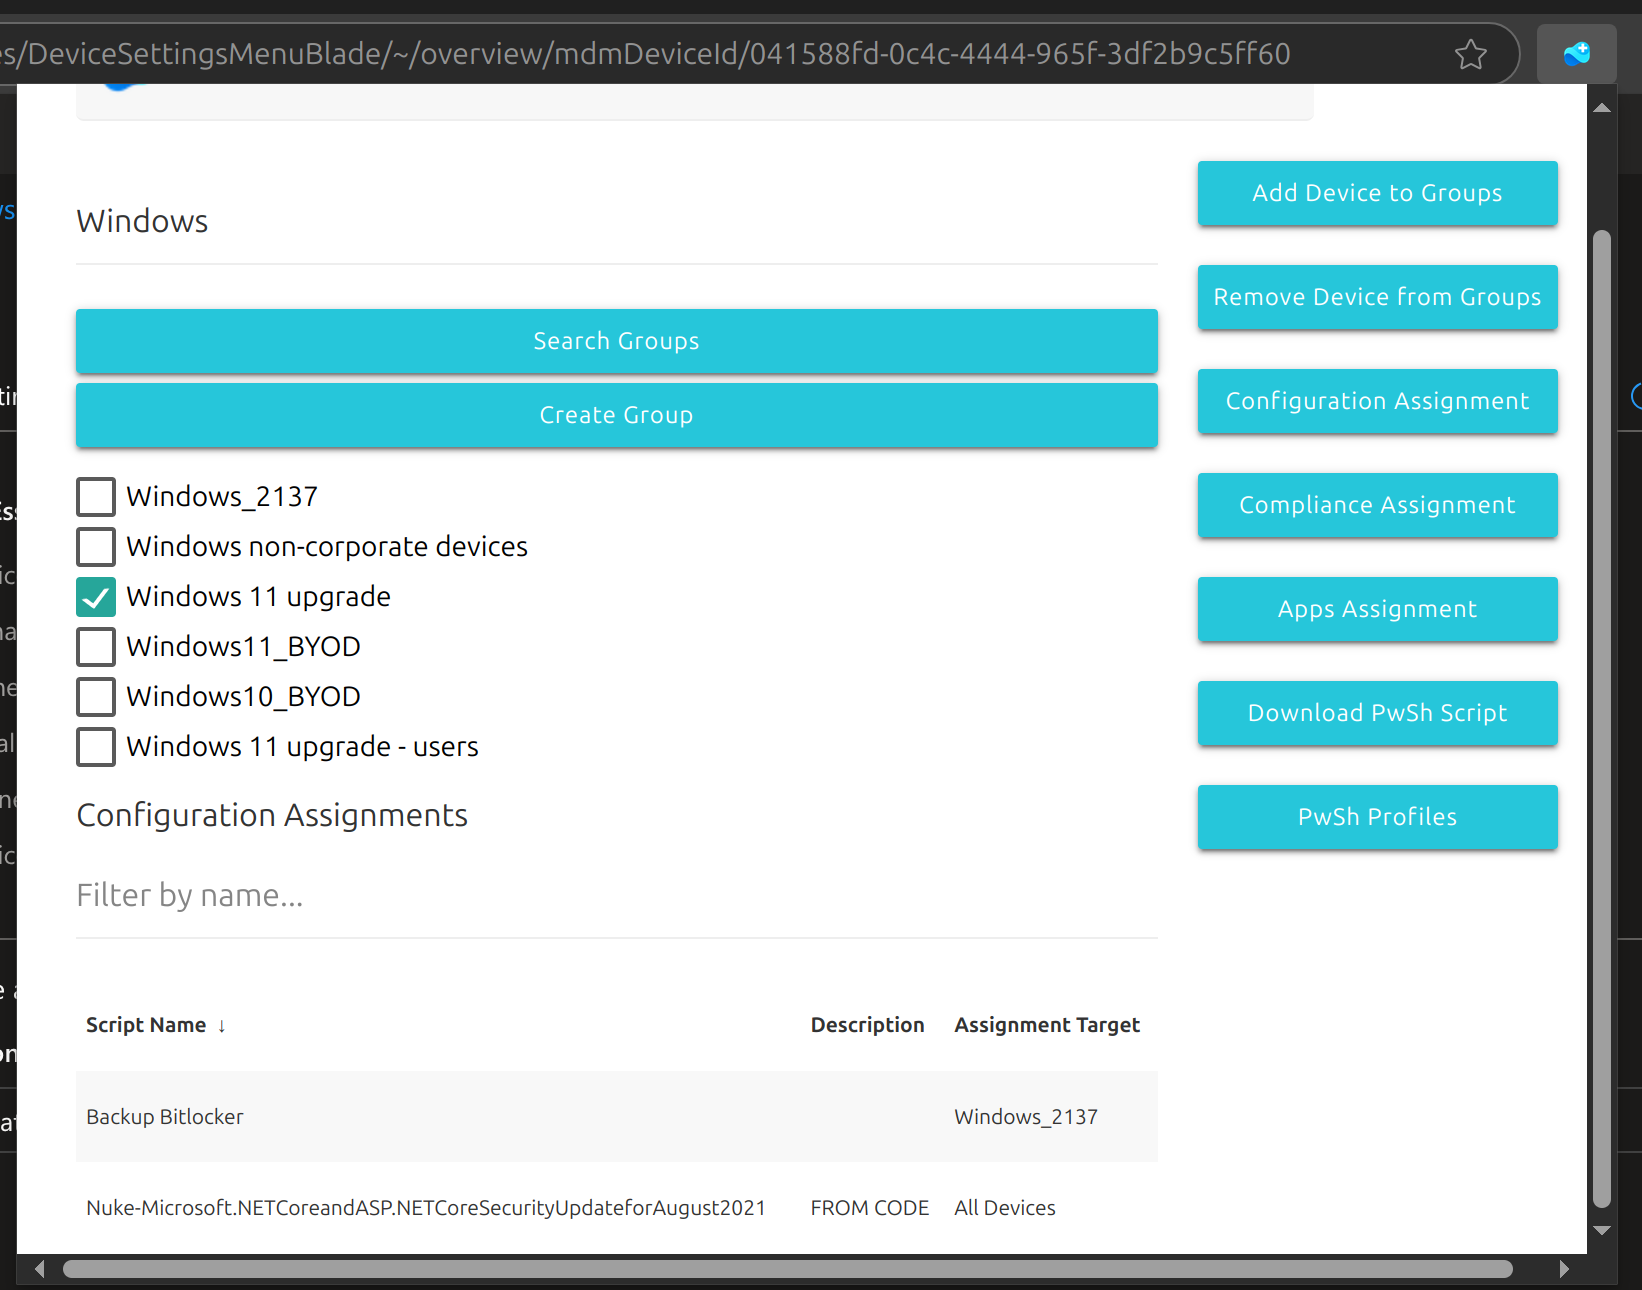 es/DeviceSettingsMenuBlade/~/overview/mdmDeviceId/041588fd-0c4c-4444-965f-3df2b9c5ff60
Windows
Search Groups
Create Group
Windows_2137
Windows non-corporate devices
Windows 11 upgrade
Windows11_BYOD
Windows10_BYOD
Windows 11 upgrade - users
Configuration Assignments
Filter by name...
Script Name ↓ Description Assignment Target
Backup Bitlocker Windows_2137
Nuke-Microsoft.NETCoreandASP.NETCoreSecurityUpdateforAugust2021 FROM CODE All Devices
Add Device to Groups
Remove Device from Groups
Configuration Assignment
Compliance Assignment
Apps Assignment
Download PwSh Script
PwSh Profiles